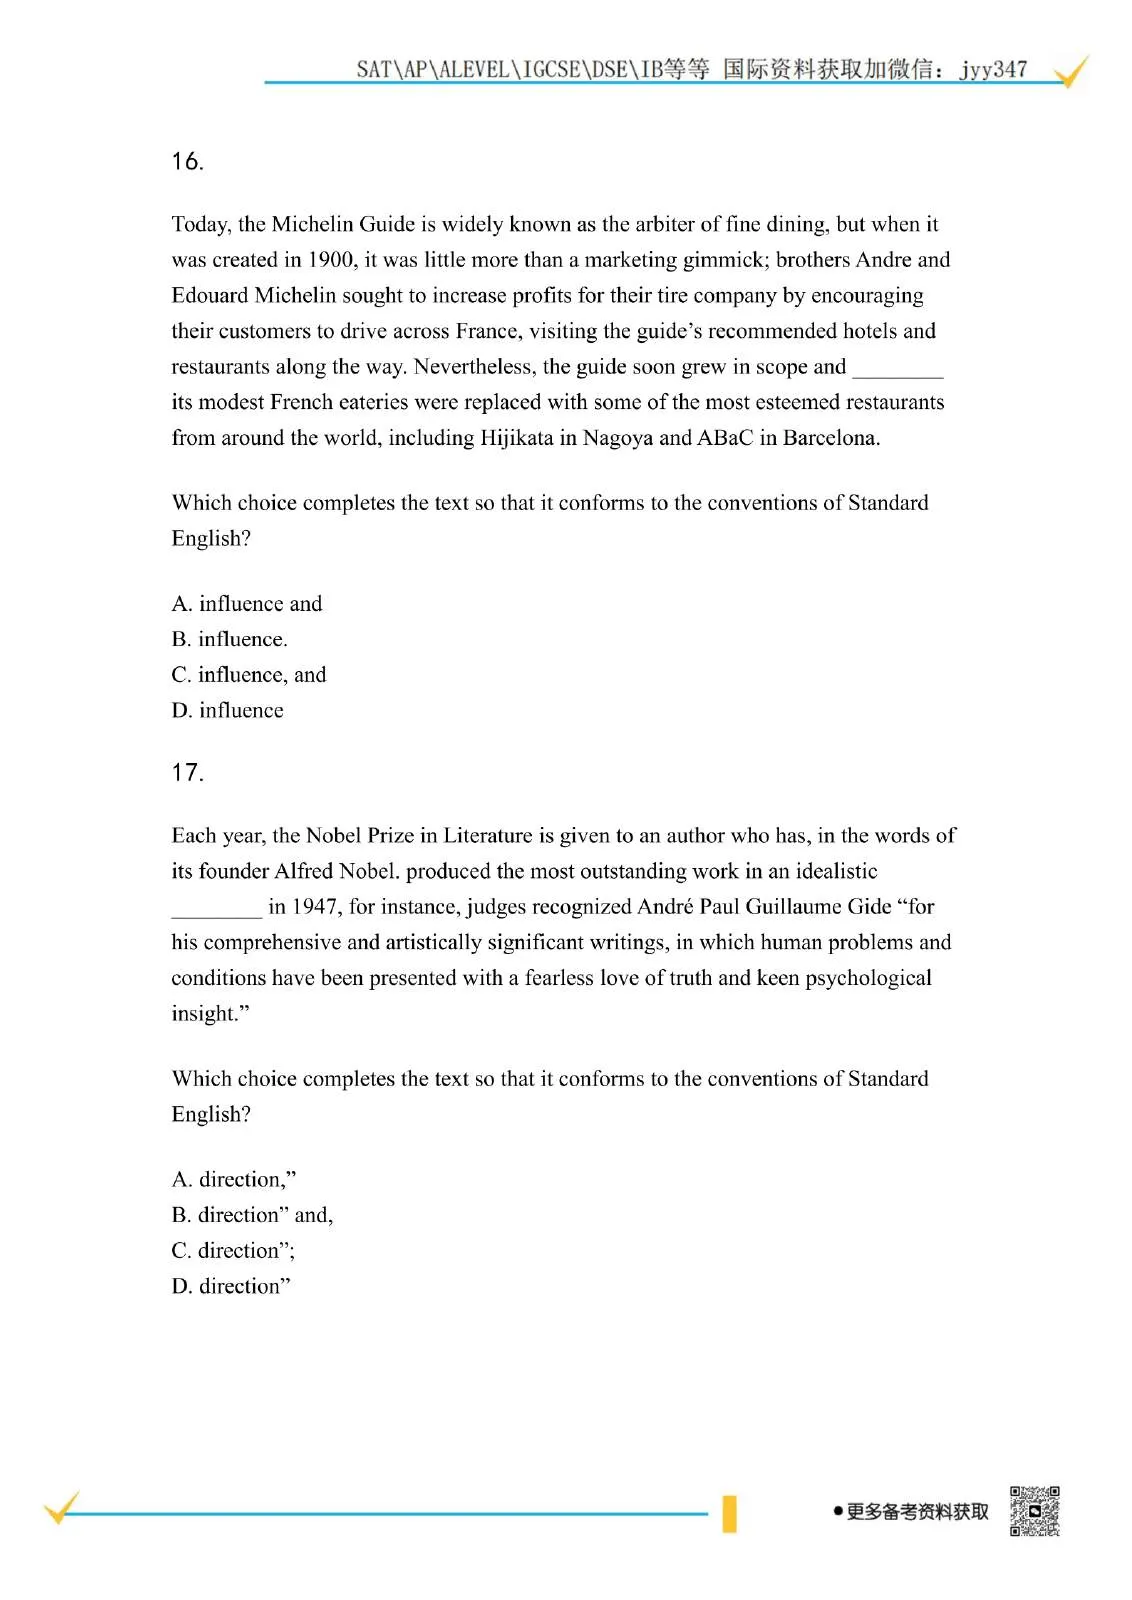 SAT\AP\ALEVEL\IGCSE\DSE\IB等等 国际资料获取加微信：jyy347
16.
Today, the Michelin Guide is widely known as the arbiter of fine dining, but when it
was created in 1900, it was little more than a marketing gimmick; brothers Andre and
Edouard Michelin sought to increase profits for their tire company by encouraging
their customers to drive across France, visiting the guide’s recommended hotels and
restaurants along the way. Nevertheless, the guide soon grew in scope and ________
its modest French eateries were replaced with some of the most esteemed restaurants
from around the world, including Hijikata in Nagoya and ABaC in Barcelona.
Which choice completes the text so that it conforms to the conventions of Standard
English?
A. influence and
B. influence.
C. influence, and
D. influence
17.
Each year, the Nobel Prize in Literature is given to an author who has, in the words of
its founder Alfred Nobel. produced the most outstanding work in an idealistic
________ in 1947, for instance, judges recognized André Paul Guillaume Gide “for
his comprehensive and artistically significant writings, in which human problems and
conditions have been presented with a fearless love of truth and keen psychological
insight.”
Which choice completes the text so that it conforms to the conventions of Standard
English?
A. direction,”
B. direction” and,
C. direction”;
D. direction”
●更多备考资料获取